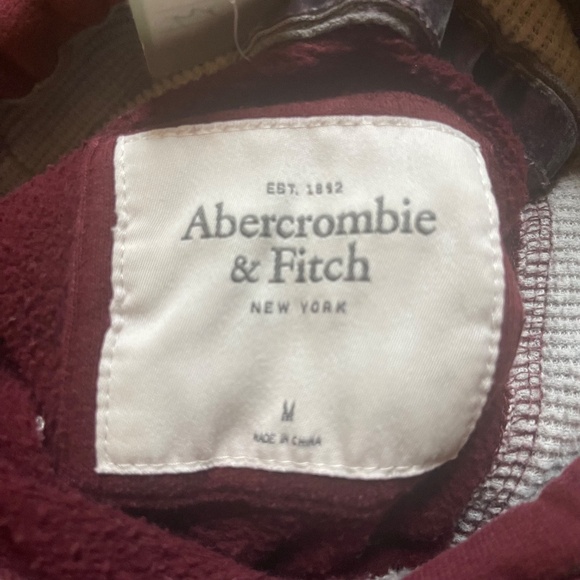 EST. 1892
Abercrombie
& Fitch
NEW YORK
M
MADE IN CHINA